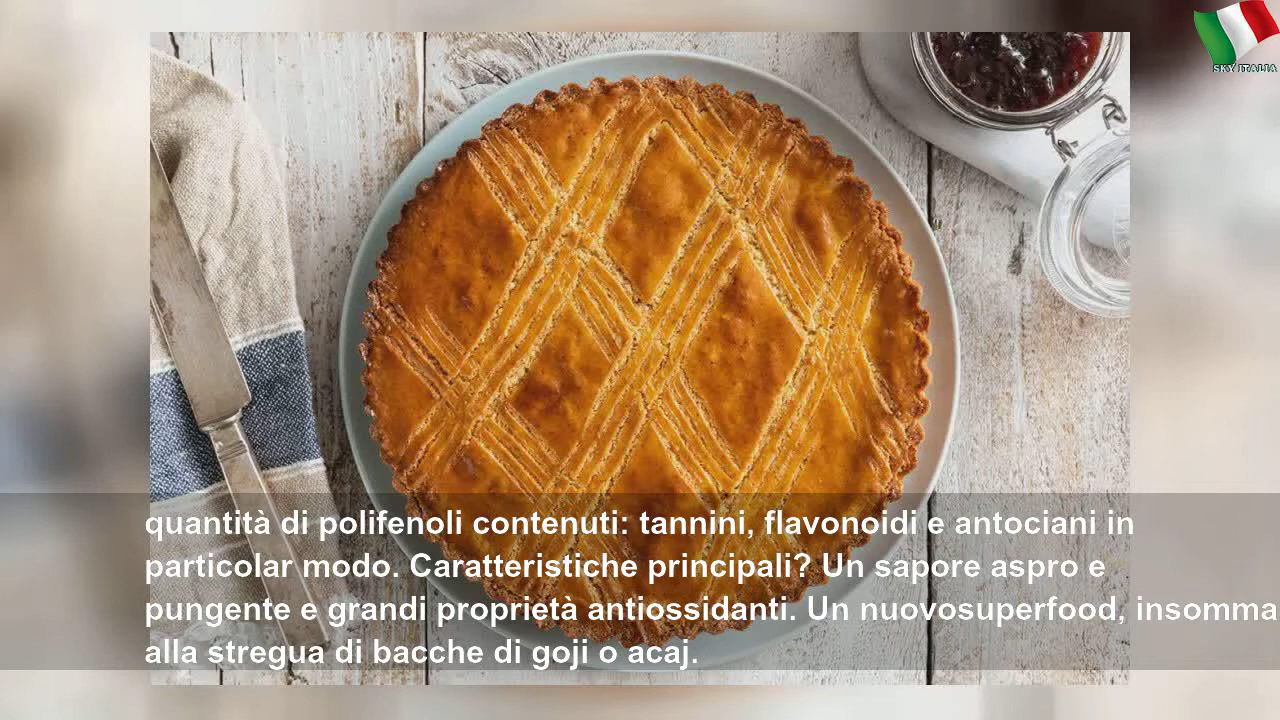 SKY ITALIA
quantità di polifenoli contenuti: tannini, flavonoidi e antociani in
particolar modo. Caratteristiche principali? Un sapore aspro e
pungente e grandi proprietà antiossidanti. Un nuovosuperfood, insomma
alla stregua di bacche di goji o acaj.